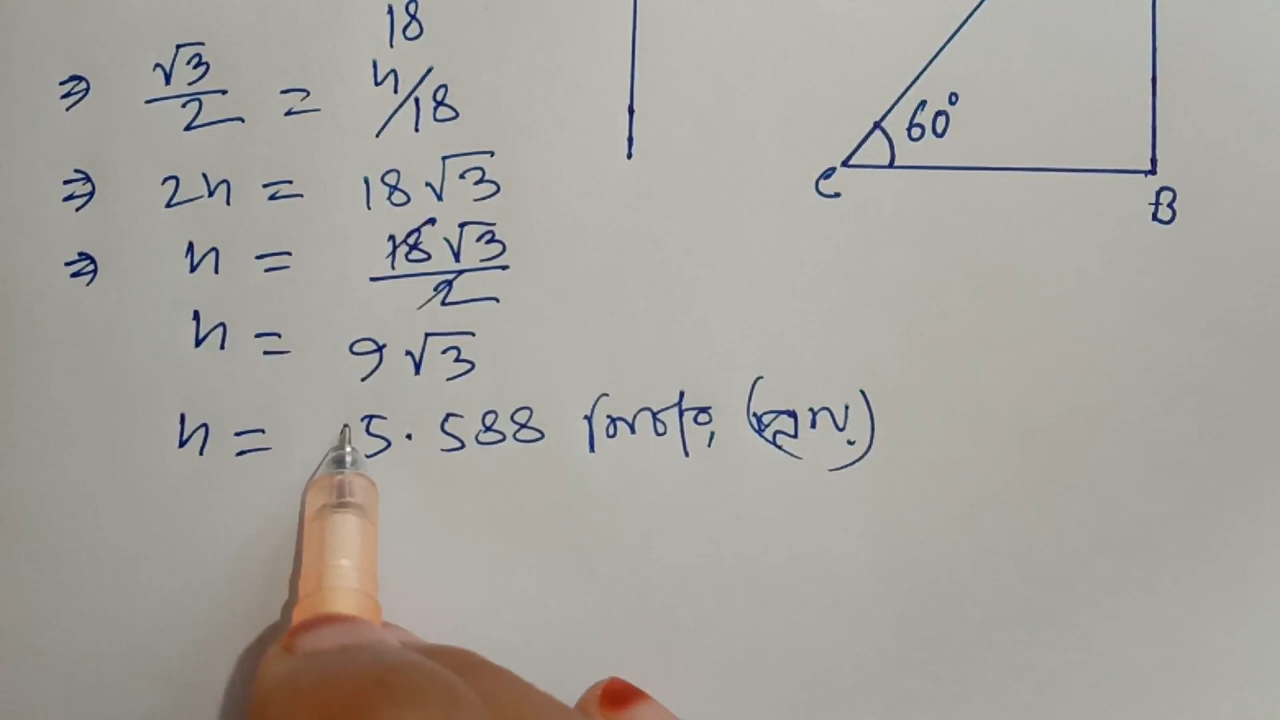 18
⇒ √3/2 = h/18
⇒ 2h = 18√3
⇒ h = 18√3/2
h = 9√3
h = 15.588 মিটার, (প্রায়)
60°
C
B